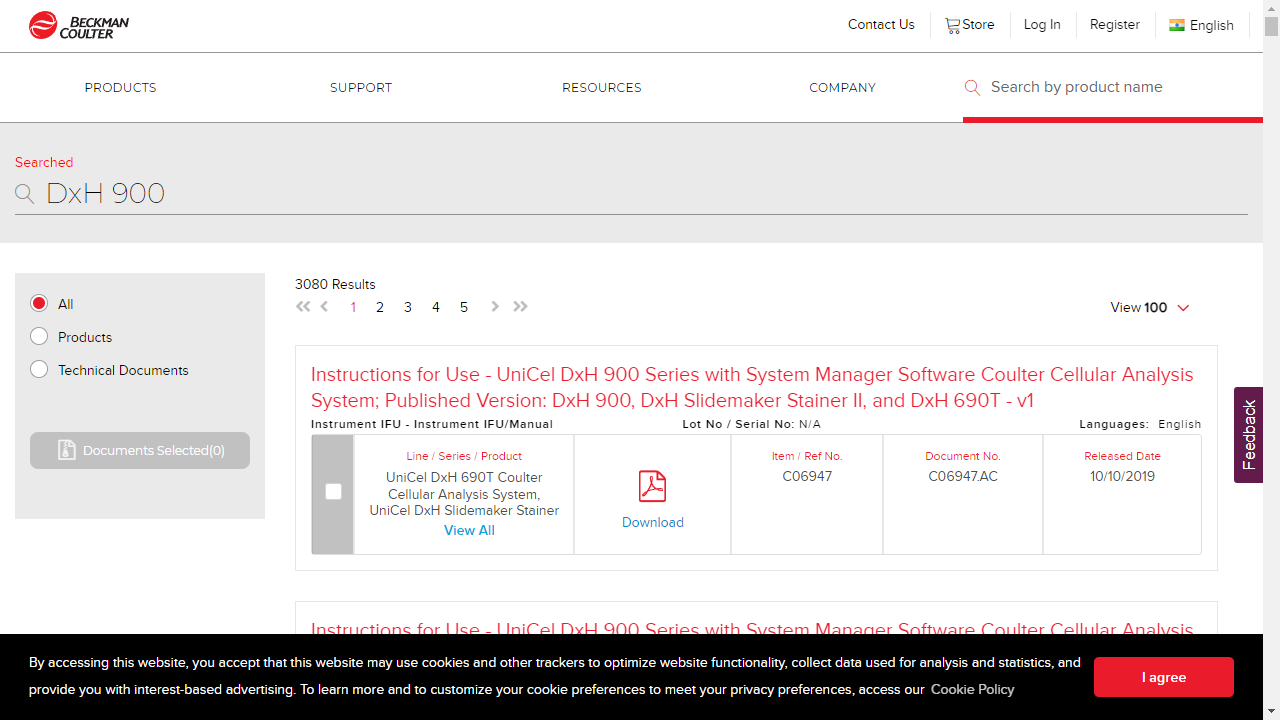 BECKMAN
COULTER
Contact Us
Store
Log In
Register
English
PRODUCTS
SUPPORT
RESOURCES
COMPANY
Search by product name
Searched
DxH 900
All
Products
Technical Documents
Documents Selected(0)
3080 Results
1 2 3 4 5
View 100
Instructions for Use - UniCel DxH 900 Series with System Manager Software Coulter Cellular Analysis
System; Published Version: DxH 900, DxH Slidemaker Stainer II, and DxH 690T - v1
Instrument IFU - Instrument IFU/Manual
Lot No / Serial No: N/A
Languages: English
Line / Series / Product
UniCel DxH 690T Coulter
Cellular Analysis System,
UniCel DxH Slidemaker Stainer
View All
Download
Item / Ref No.
C06947
Document No.
C06947.AC
Released Date
10/10/2019
Feedback
Instructions for Use - UniCel DxH 900 Series with System Manager Software Coulter Cellular Analysis
By accessing this website, you accept that this website may use cookies and other trackers to optimize website functionality, collect data used for analysis and statistics, and
provide you with interest-based advertising. To learn more and to customize your cookie preferences to meet your privacy preferences, access our Cookie Policy
I agree